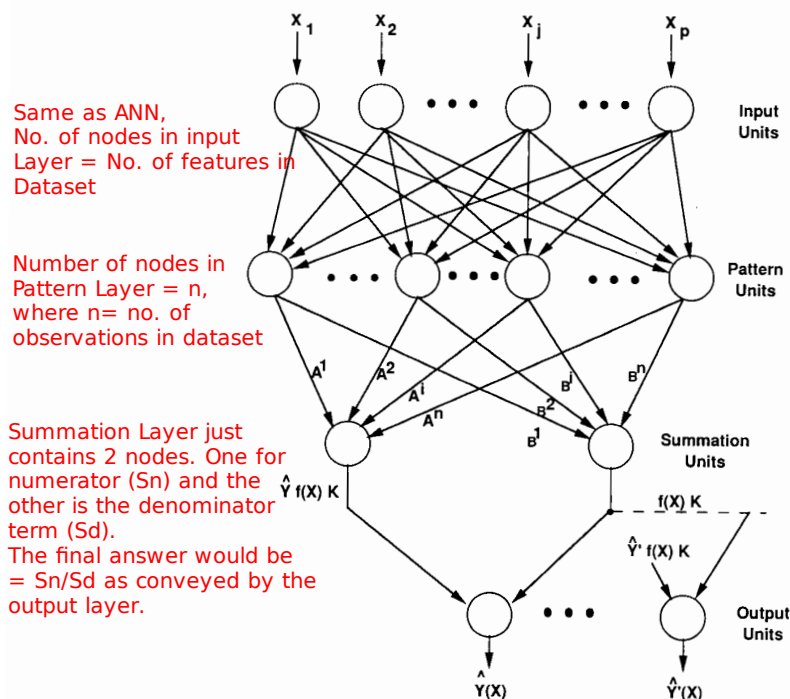 X1 X2 Xj Xp
Input
Units
Same as ANN,
No. of nodes in input
Layer = No. of features in
Dataset
Number of nodes in
Pattern Layer = n,
where n= no. of
observations in dataset
Pattern
Units
A1 A2 Ai An B1 B2 Bi Bn
Summation Layer just
contains 2 nodes. One for
numerator (Sn) and the
other is the denominator
term (Sd).
The final answer would be
= Sn/Sd as conveyed by the
output layer.
Summation
Units
Ŷ f(X) K
f(X) K
Ŷ' f(X) K
Output
Units
Ŷ(X)
Ŷ'(X)